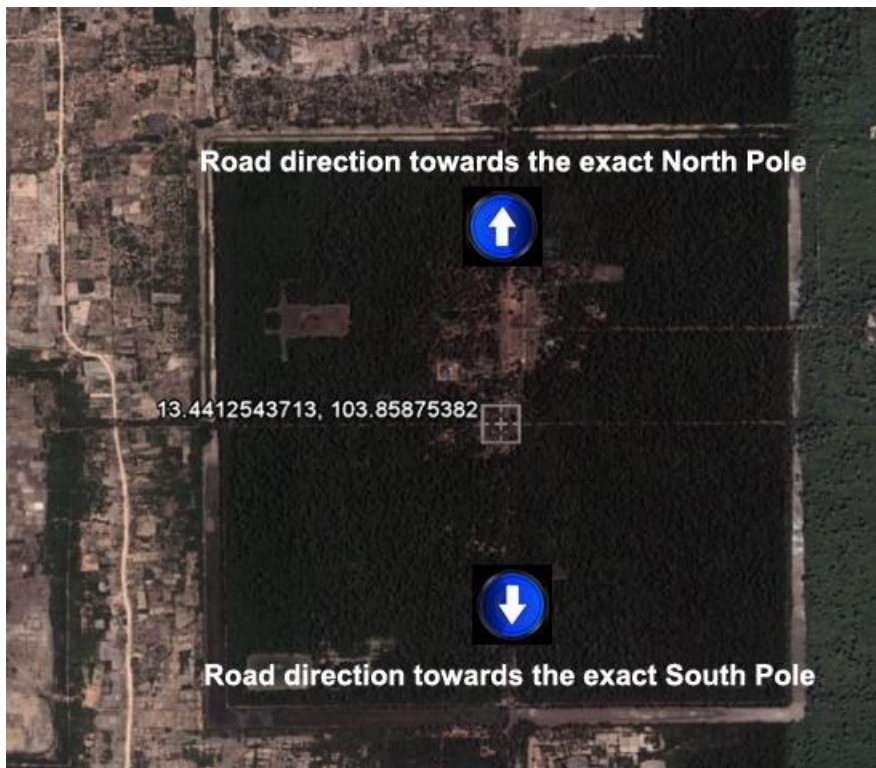 Road direction towards the exact North Pole
13.4412543713, 103.85875382
Road direction towards the exact South Pole